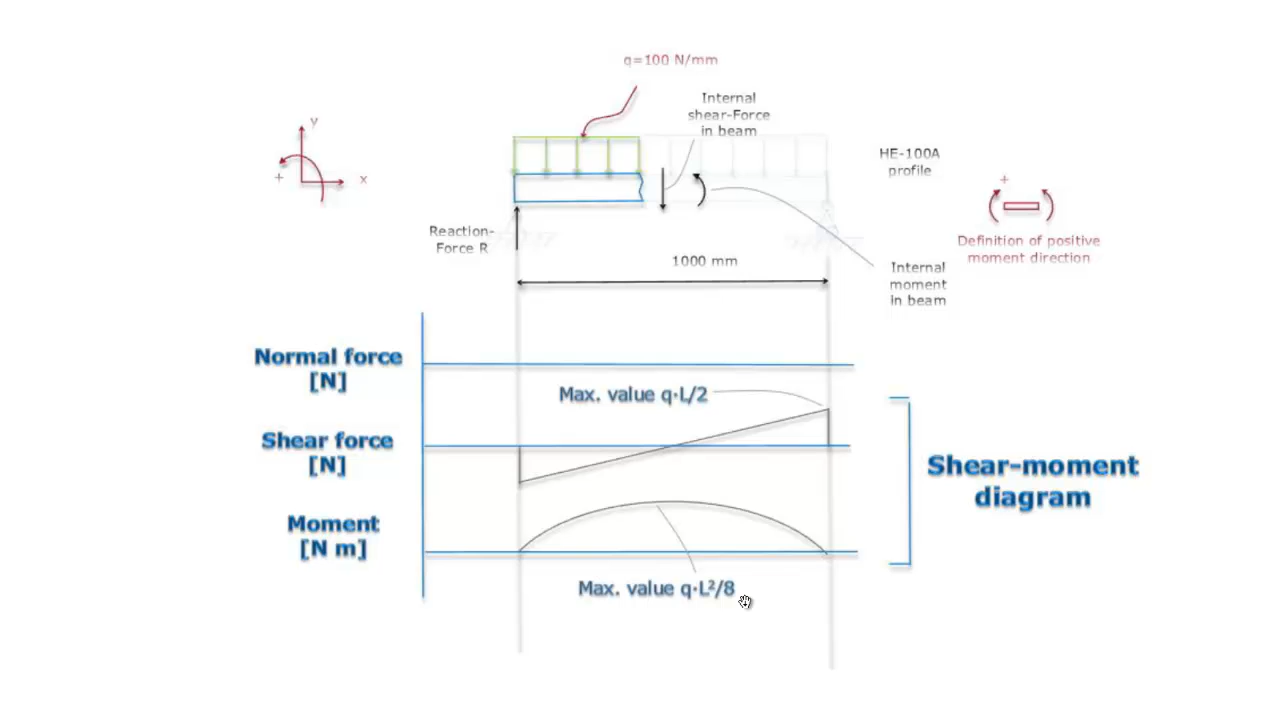 q=100 N/mm
Internal
shear-Force
in beam
y
+
x
HE-100A
profile
+
Reaction-
Force R
Definition of positive
moment direction
1000 mm
Internal
moment
in beam
Normal force
[N]
Max. value q·L/2
Shear force
[N]
Shear-moment
diagram
Moment
[N m]
Max. value q·L²/8